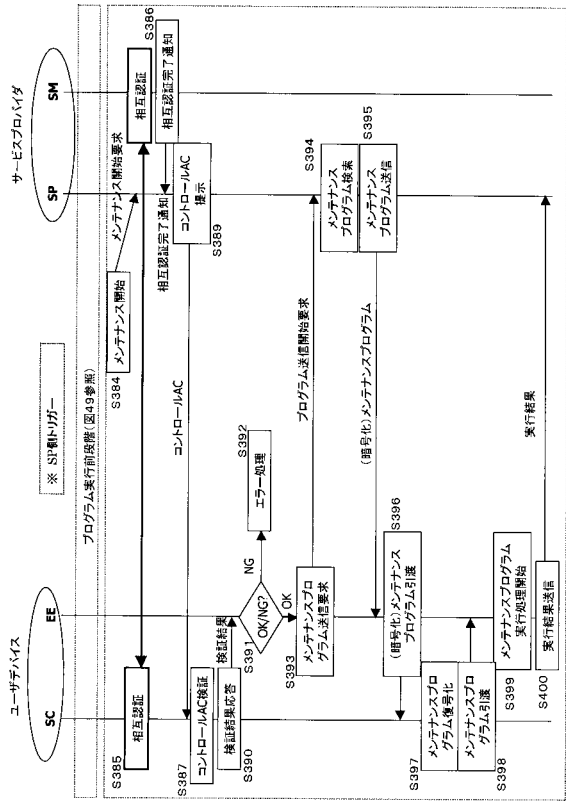 ユーザデバイス
サービスプロバイダ
SC
EE
SP
SM
※ SP側トリガー
プログラム実行前段階(図49参照)
S384
メンテナンス開始
メンテナンス開始要求
S385
相互認証
相互認証
S386
相互認証完了通知
相互認証完了通知
コントロールAC
提示
S389
コントロールAC
S387
コントロールAC検証
検証結果応答
S390
検証結果
S391
OK/NG?
NG
OK
S392
エラー処理
S393
メンテナンスプロ
グラム送信要求
プログラム送信開始要求
S394
メンテナンス
プログラム検索
S395
メンテナンス
プログラム送信
(暗号化)メンテナンスプログラム
S396
(暗号化)メンテナンス
プログラム引渡
S397
メンテナンスプロ
グラム復号化
メンテナンスプロ
グラム引渡
S398
メンテナンスプログラム
実行処理開始
S399
実行結果送信
S400
実行結果